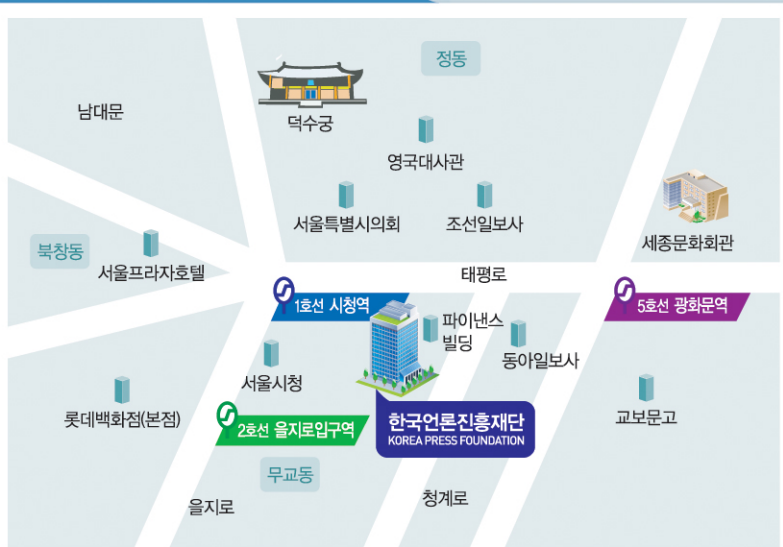 정동
남대문
덕수궁
영국대사관
서울특별시의회
조선일보사
세종문화회관
북창동
서울프라자호텔
태평로
1호선 시청역
5호선 광화문역
파이낸스
빌딩
동아일보사
서울시청
롯데백화점(본점)
2호선 을지로입구역
한국언론진흥재단
KOREA PRESS FOUNDATION
교보문고
무교동
을지로
청계로